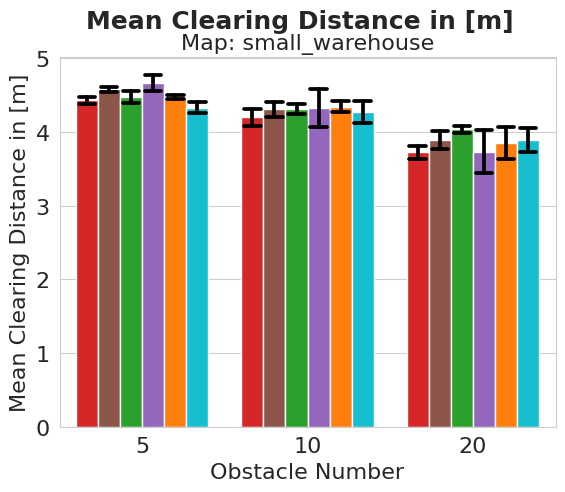 Mean Clearing Distance in [m]
Map: small_warehouse
Mean Clearing Distance in [m]
5
4
3
2
1
0
5 10 20
Obstacle Number